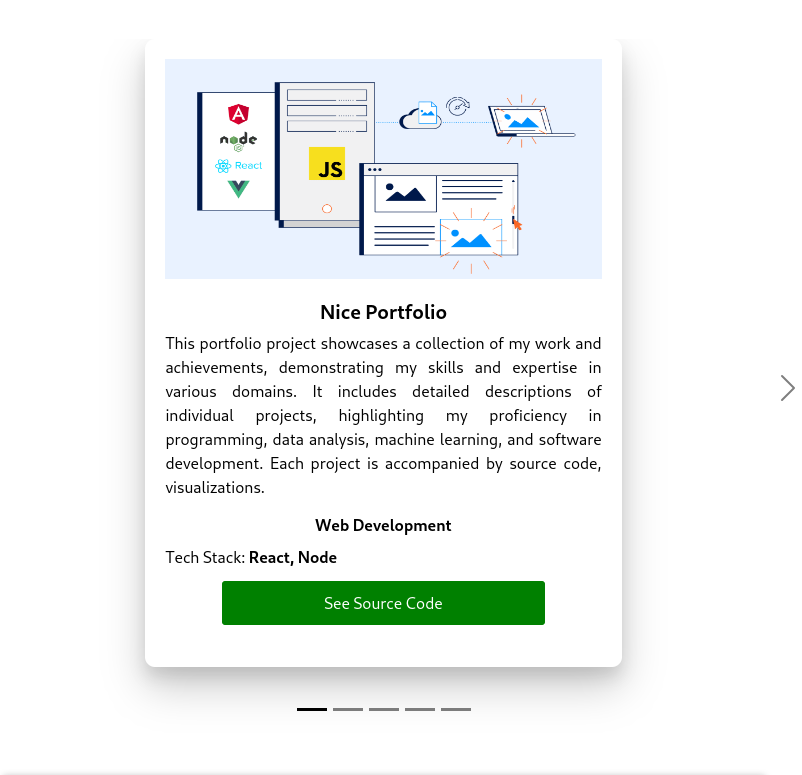 A
node
React
JS
Nice Portfolio
This portfolio project showcases a collection of my work and
achievements, demonstrating my skills and expertise in
various domains. It includes detailed descriptions of
individual projects, highlighting my proficiency in
programming, data analysis, machine learning, and software
development. Each project is accompanied by source code,
visualizations.
Web Development
Tech Stack: React, Node
See Source Code